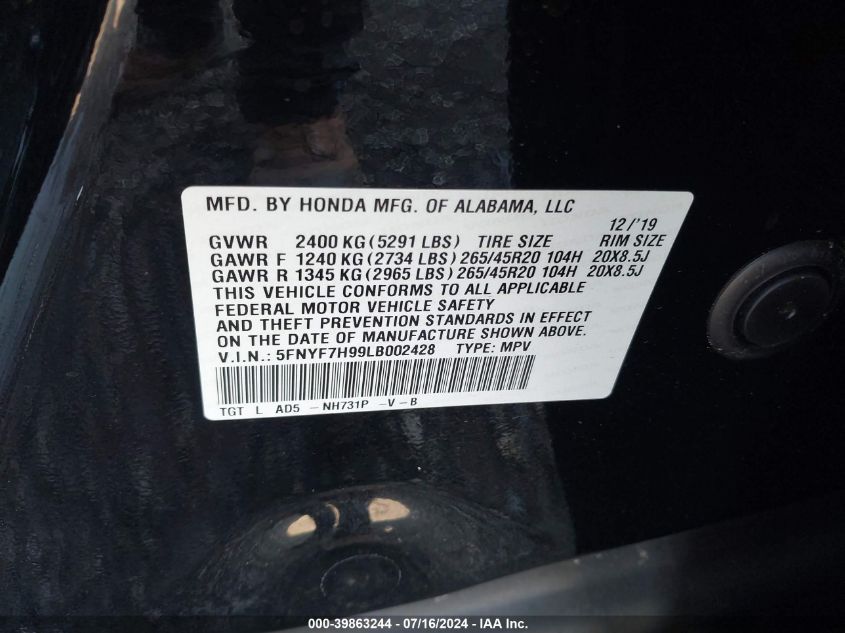 MFD. BY HONDA MFG. OF ALABAMA, LLC
12/'19
GVWR 2400 KG (5291 LBS) TIRE SIZE RIM SIZE
GAWR F 1240 KG (2734 LBS) 265/45R20 104H 20X8.5J
GAWR R 1345 KG (2965 LBS) 265/45R20 104H 20X8.5J
THIS VEHICLE CONFORMS TO ALL APPLICABLE
FEDERAL MOTOR VEHICLE SAFETY
AND THEFT PREVENTION STANDARDS IN EFFECT
ON THE DATE OF MANUFACTURE SHOWN ABOVE.
V.I.N.: 5FNYF7H99LB002428 TYPE: MPV
TGT L AD5 -NH731P -V-B
000-39863244 - 07/16/2024 - IAA Inc.